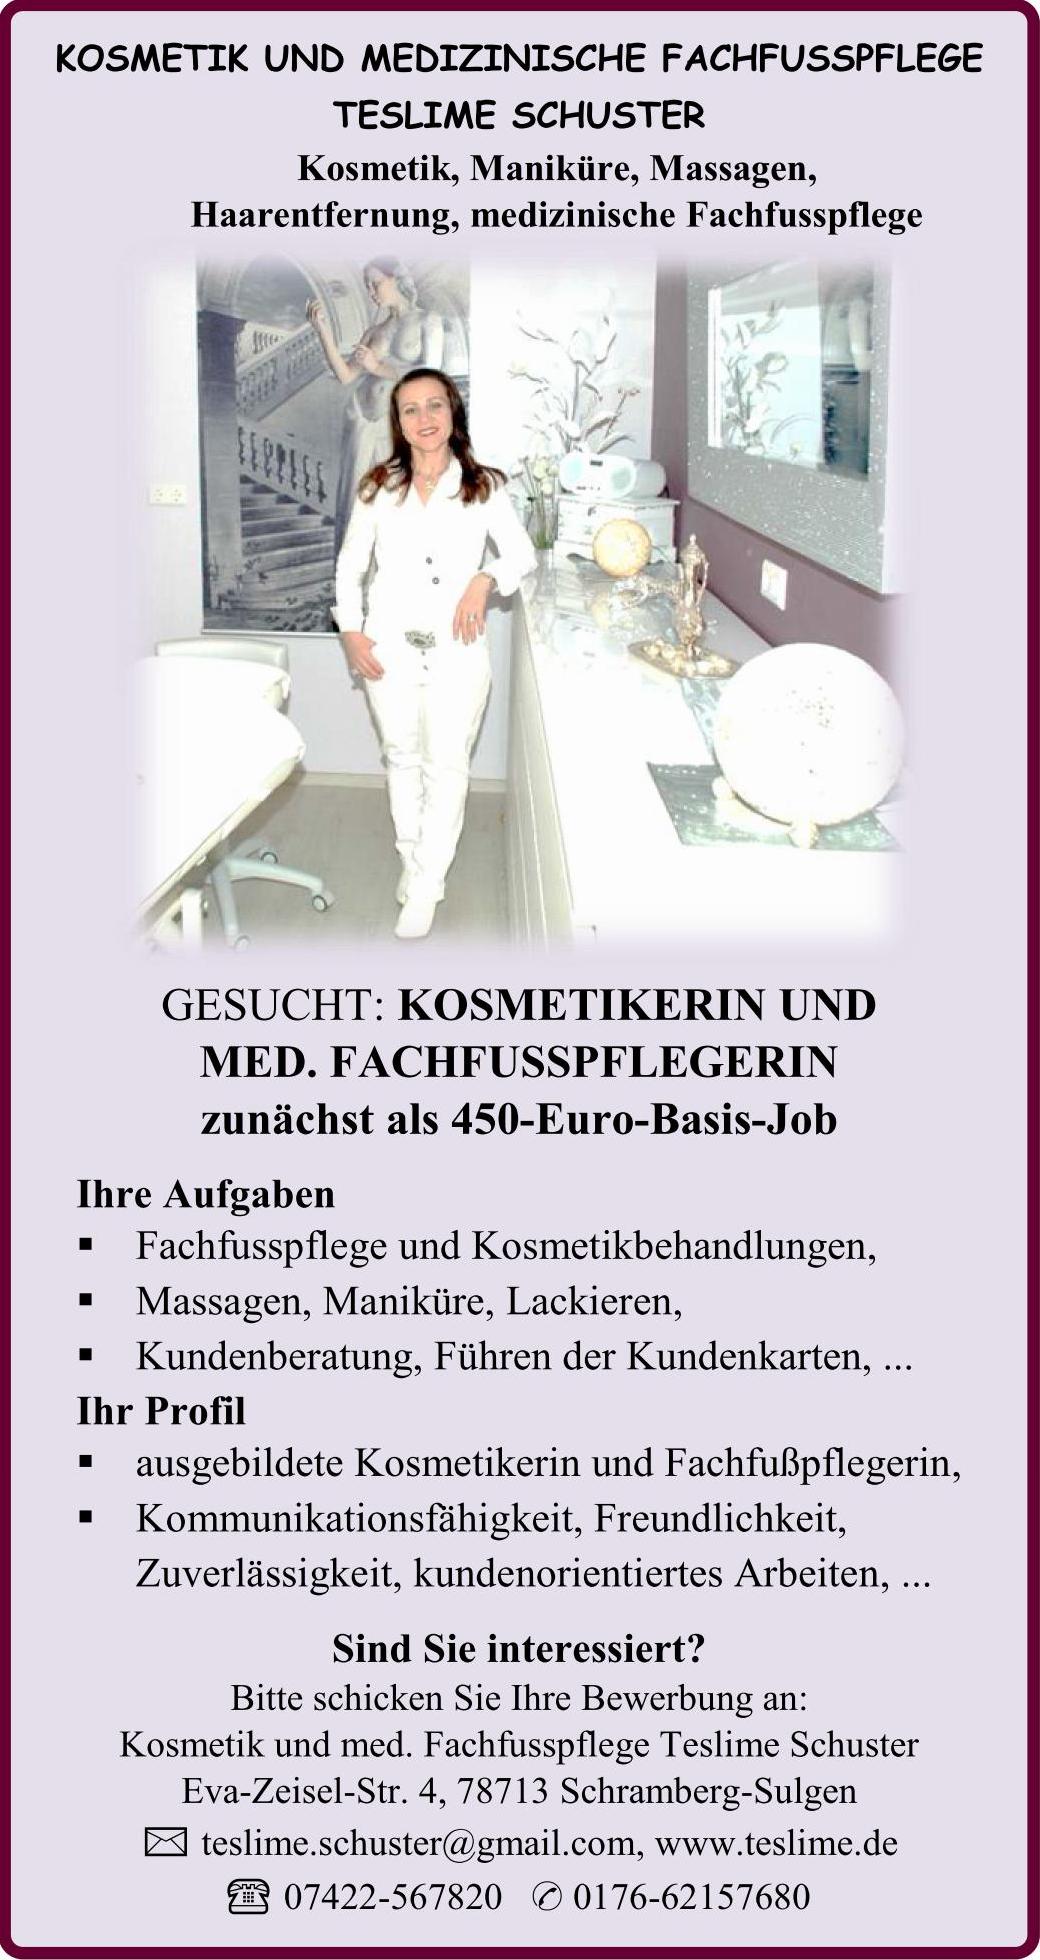 KOSMETIK UND MEDIZINISCHE FACHFUSSPFLEGE
TESLIME SCHUSTER
Kosmetik, Maniküre, Massagen,
Haarentfernung, medizinische Fachfusspflege
GESUCHT: KOSMETIKERIN UND
MED. FACHFUSSPFLEGERIN
zunächst als 450-Euro-Basis-Job
Ihre Aufgaben
▪ Fachfusspflege und Kosmetikbehandlungen,
▪ Massagen, Maniküre, Lackieren,
▪ Kundenberatung, Führen der Kundenkarten, ...
Ihr Profil
▪ ausgebildete Kosmetikerin und Fachfußpflegerin,
▪ Kommunikationsfähigkeit, Freundlichkeit,
Zuverlässigkeit, kundenorientiertes Arbeiten, ...
Sind Sie interessiert?
Bitte schicken Sie Ihre Bewerbung an:
Kosmetik und med. Fachfusspflege Teslime Schuster
Eva-Zeisel-Str. 4, 78713 Schramberg-Sulgen
✉ teslime.schuster@gmail.com, www.teslime.de
☎ 07422-567820 ✆ 0176-62157680